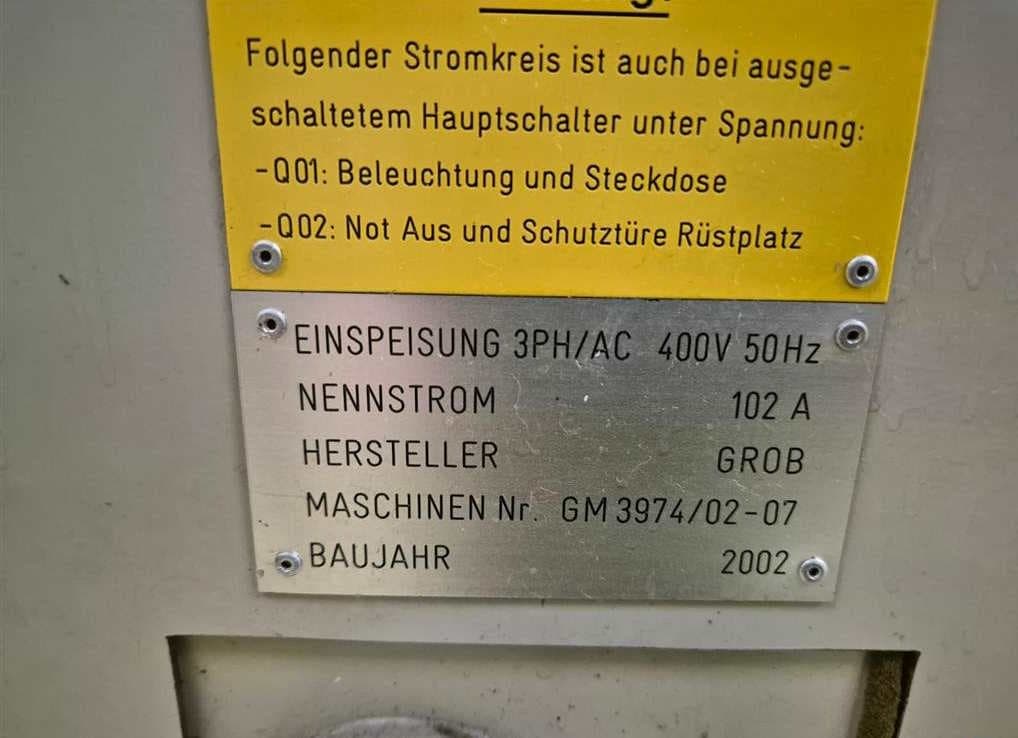 Folgender Stromkreis ist auch bei ausge-
schaltetem Hauptschalter unter Spannung:
-Q01: Beleuchtung und Steckdose
-Q02: Not Aus und Schutztüre Rüstplatz
EINSPEISUNG 3PH/AC 400V 50Hz
NENNSTROM 102 A
HERSTELLER GROB
MASCHINEN Nr. GM 3974/02-07
BAUJAHR 2002